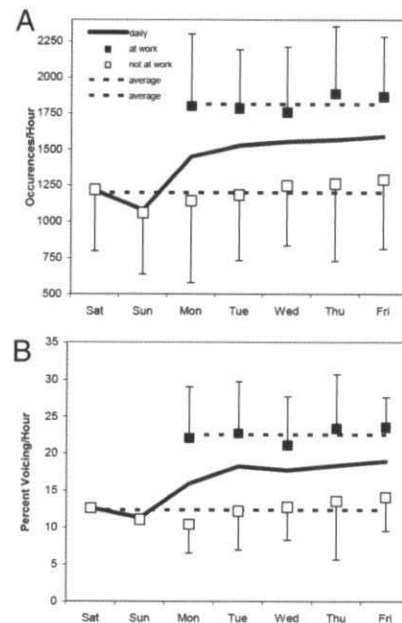 A
2250
2000
1750
1500
1250
1000
750
500
Occurences/Hour
daily
at work
not at work
average
average
Sat Sun Mon Tue Wed Thu Fri
B
35
30
25
20
15
10
5
0
Percent Voicing/Hour
Sat Sun Mon Tue Wed Thu Fri